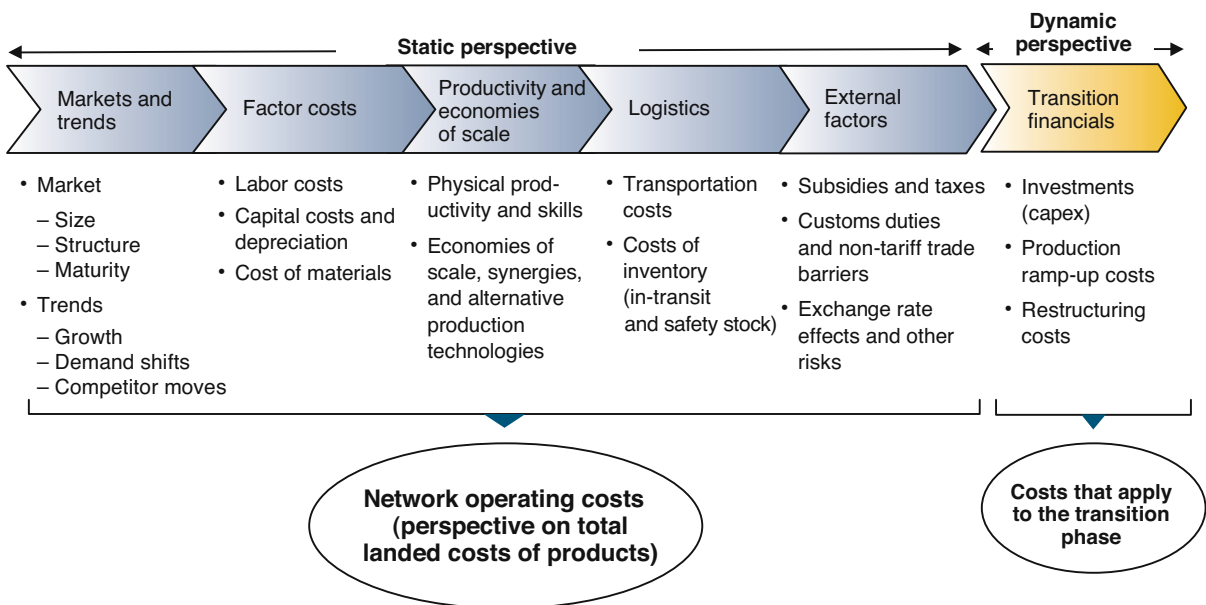 Static perspective
Dynamic
perspective
Markets and
trends
Factor costs
Productivity and
economies
of scale
Logistics
External
factors
Transition
financials
• Market
– Size
– Structure
– Maturity
• Trends
– Growth
– Demand shifts
– Competitor moves
• Labor costs
• Capital costs and
depreciation
• Cost of materials
• Physical prod-
uctivity and skills
• Economies of
scale, synergies,
and alternative
production
technologies
• Transportation
costs
• Costs of
inventory
(in-transit
and safety stock)
• Subsidies and taxes
• Customs duties
and non-tariff trade
barriers
• Exchange rate
effects and other
risks
• Investments
(capex)
• Production
ramp-up costs
• Restructuring
costs
Network operating costs
(perspective on total
landed costs of products)
Costs that apply
to the transition
phase